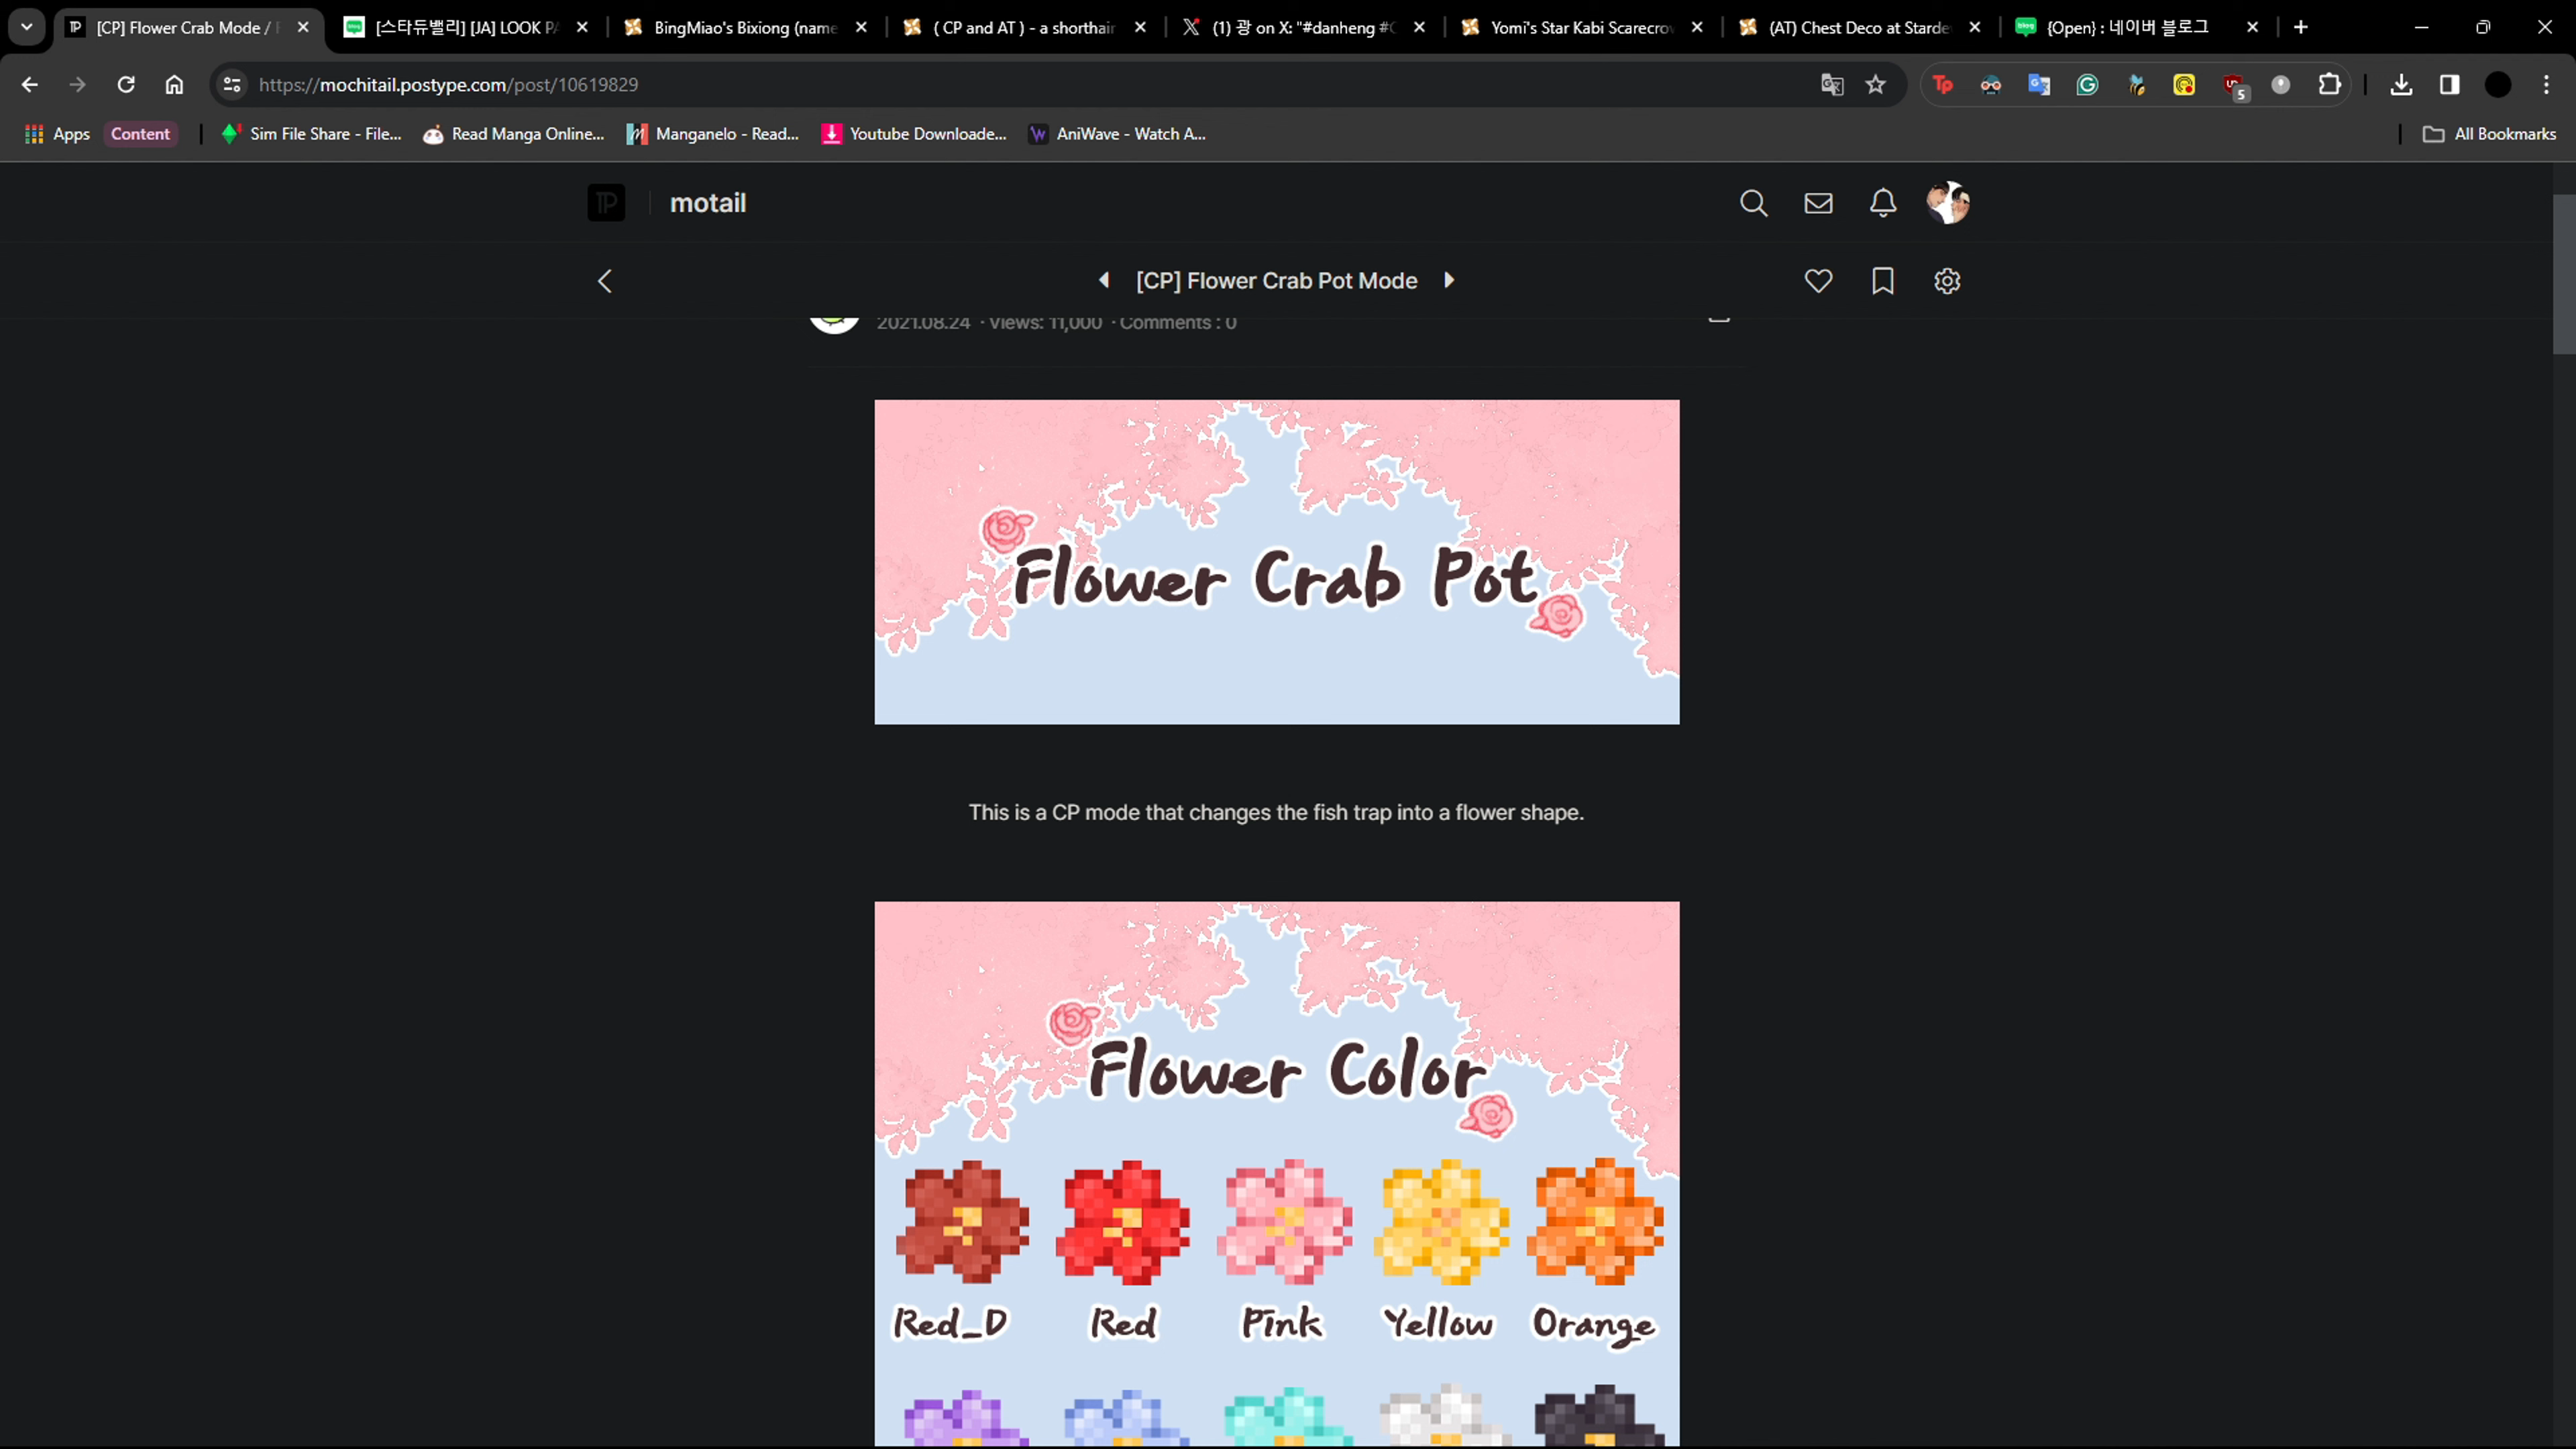 [CP] Flower Crab Mode /
[스타듀밸리] [JA] LOOK PA
BingMiao's Bixiong (name
( CP and AT ) - a shorthair
(1) 광 on X: "#danheng #C
Yomi's Star Kabi Scarecrow
(AT) Chest Deco at Starde
{Open} : 네이버 블로그
https://mochitail.postype.com/post/10619829
Apps
Content
Sim File Share - File...
Read Manga Online...
Manganelo - Read...
Youtube Downloade...
AniWave - Watch A...
All Bookmarks
motail
[CP] Flower Crab Pot Mode
2021.08.24 · Views: 11,000 · Comments : 0
Flower Crab Pot
This is a CP mode that changes the fish trap into a flower shape.
Flower Color
Red_D Red Pink Yellow Orange